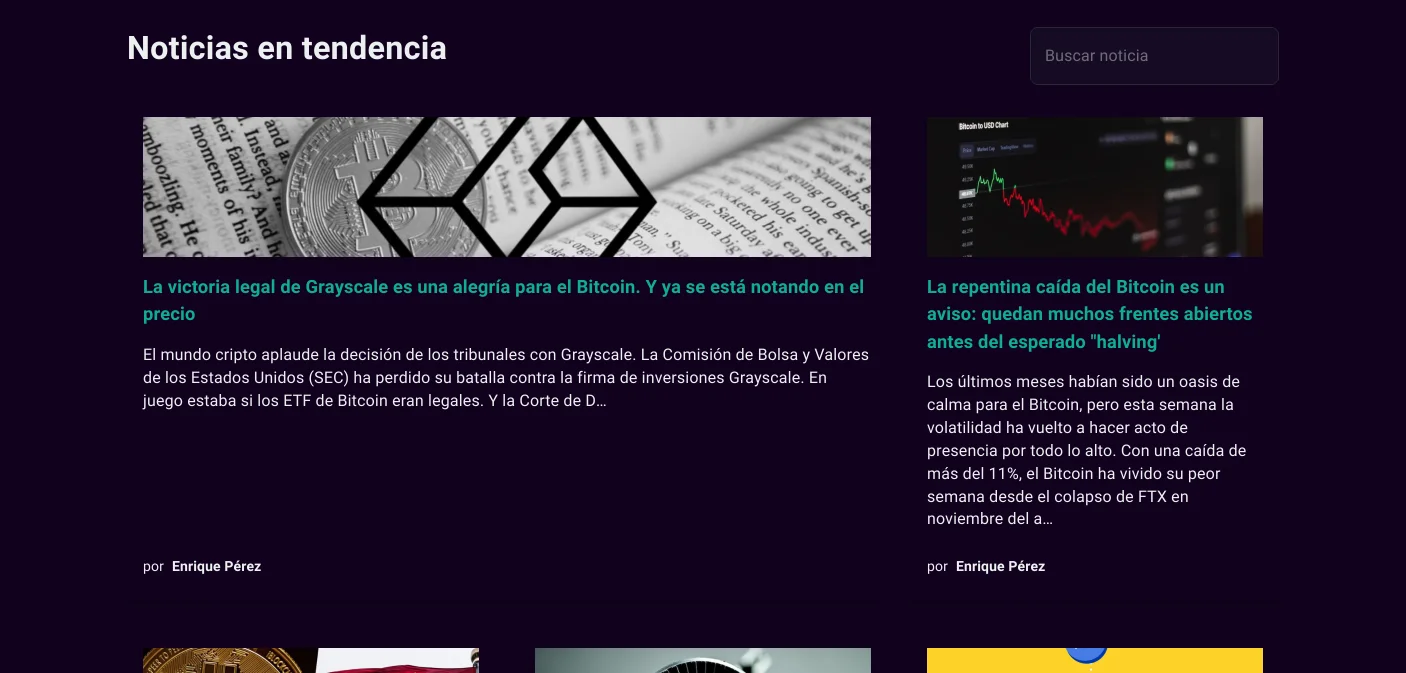 Noticias en tendencia
Buscar noticia
La victoria legal de Grayscale es una alegría para el Bitcoin. Y ya se está notando en el
precio
El mundo cripto aplaude la decisión de los tribunales con Grayscale. La Comisión de Bolsa y Valores
de los Estados Unidos (SEC) ha perdido su batalla contra la firma de inversiones Grayscale. En
juego estaba si los ETF de Bitcoin eran legales. Y la Corte de D...
por Enrique Pérez
Bitcoin to USD Chart
La repentina caída del Bitcoin es un
aviso: quedan muchos frentes abiertos
antes del esperado "halving'
Los últimos meses habían sido un oasis de
calma para el Bitcoin, pero esta semana la
volatilidad ha vuelto a hacer acto de
presencia por todo lo alto. Con una caída de
más del 11%, el Bitcoin ha vivido su peor
semana desde el colapso de FTX en
noviembre del a...
por Enrique Pérez